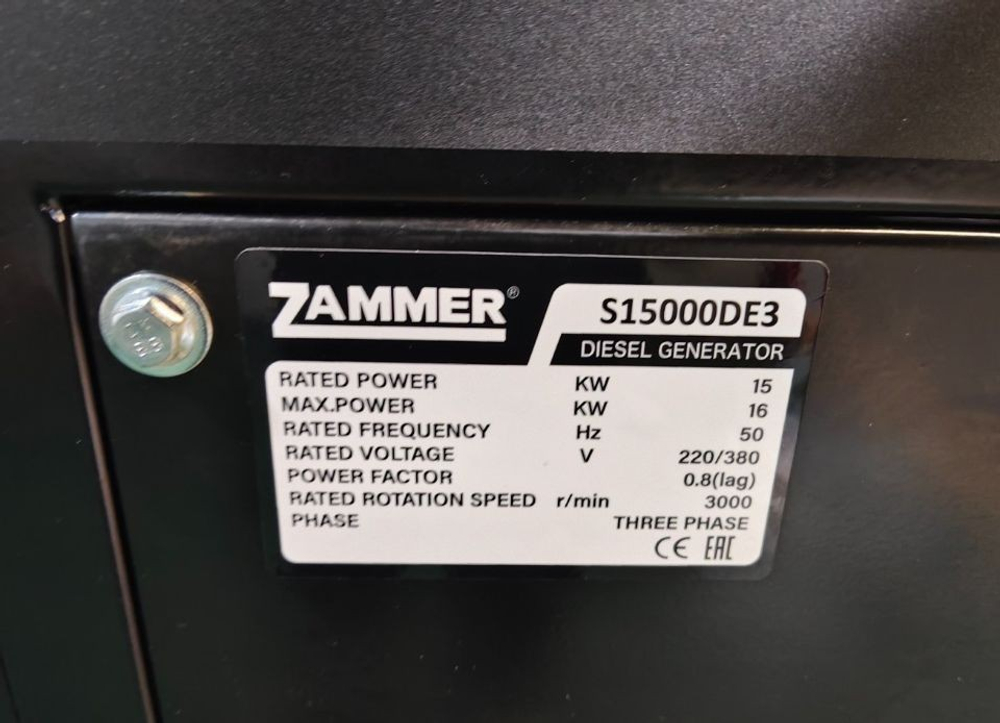 ZAMMER®
S15000DE3
DIESEL GENERATOR
RATED POWER KW 15
MAX.POWER KW 16
RATED FREQUENCY Hz 50
RATED VOLTAGE V 220/380
POWER FACTOR 0.8(lag)
RATED ROTATION SPEED r/min 3000
PHASE THREE PHASE
CE EAC